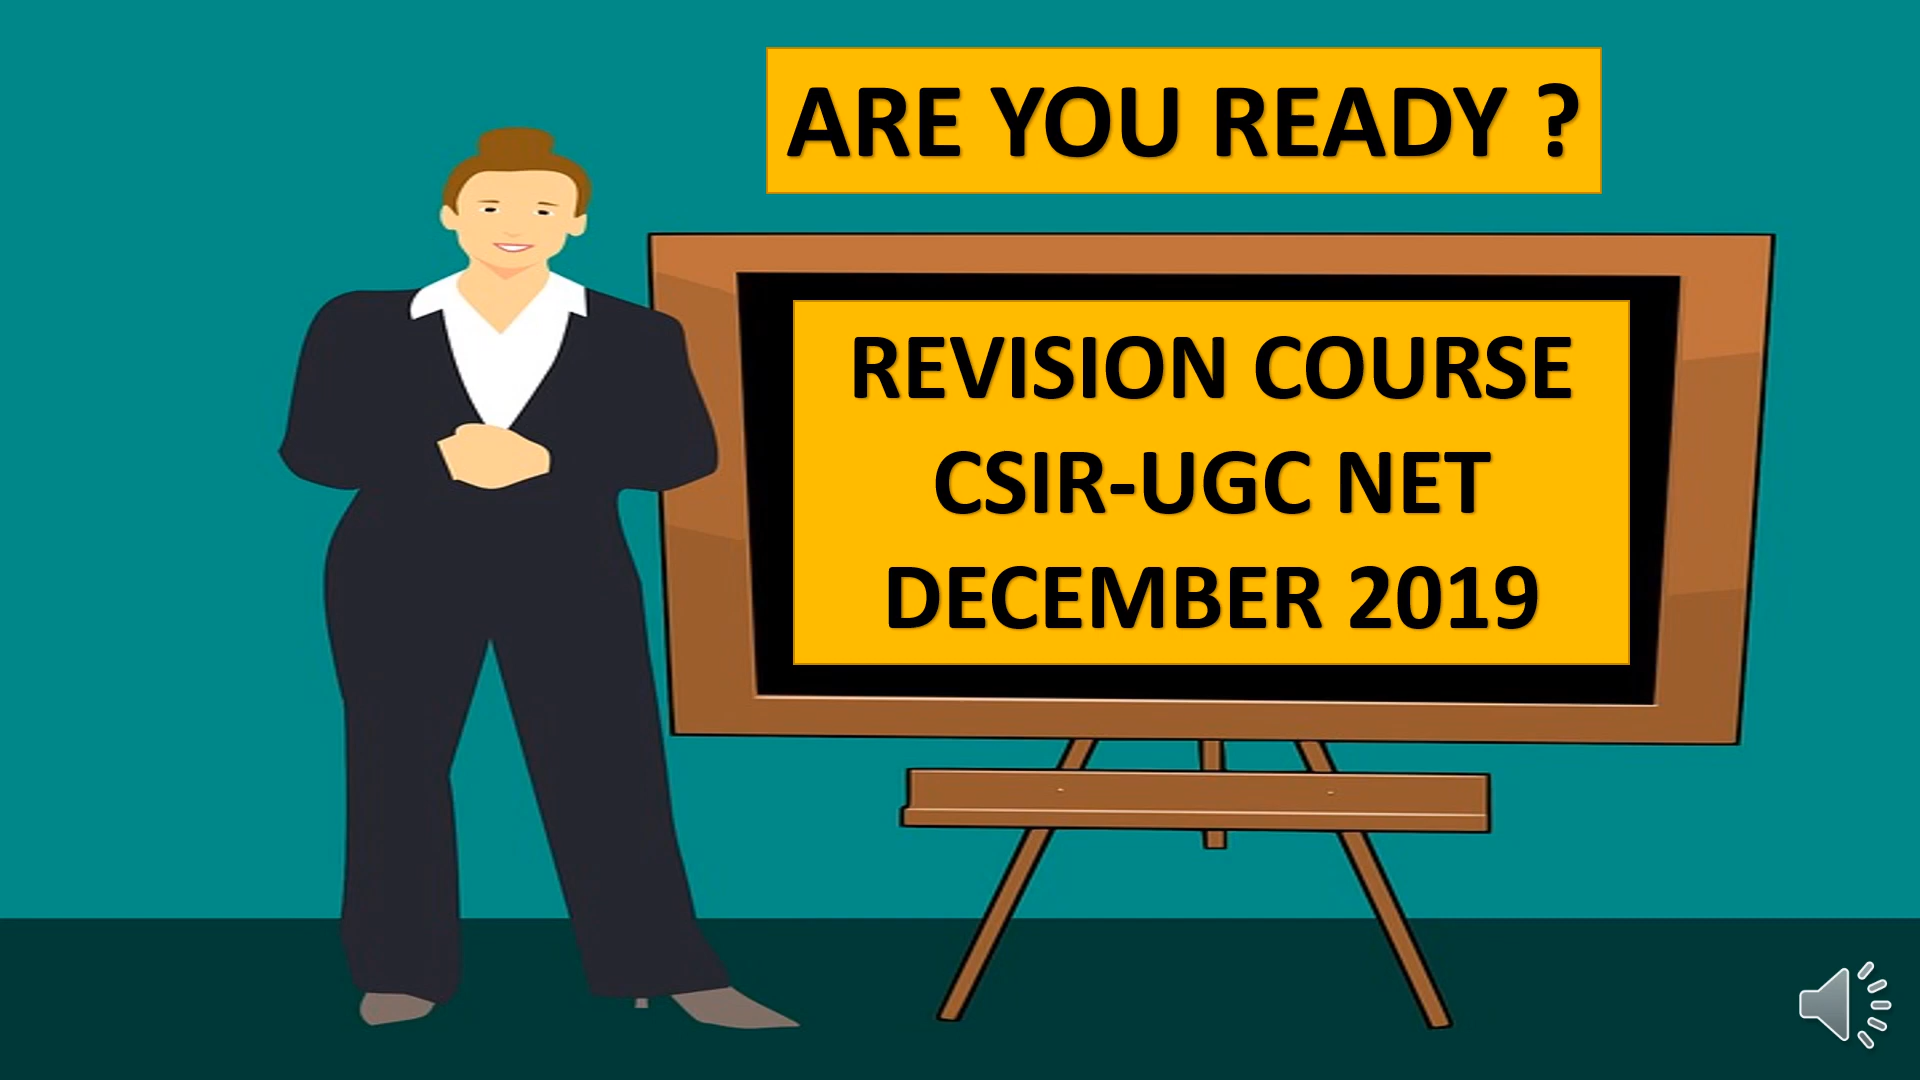 ARE YOU READY ?
REVISION COURSE
CSIR-UGC NET
DECEMBER 2019